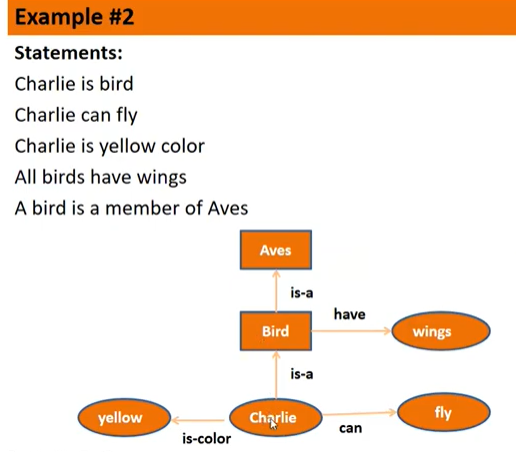 Example #2
Statements:
Charlie is bird
Charlie can fly
Charlie is yellow color
All birds have wings
A bird is a member of Aves
Aves
is-a
have
Bird
wings
is-a
yellow
Charlie
fly
is-color
can